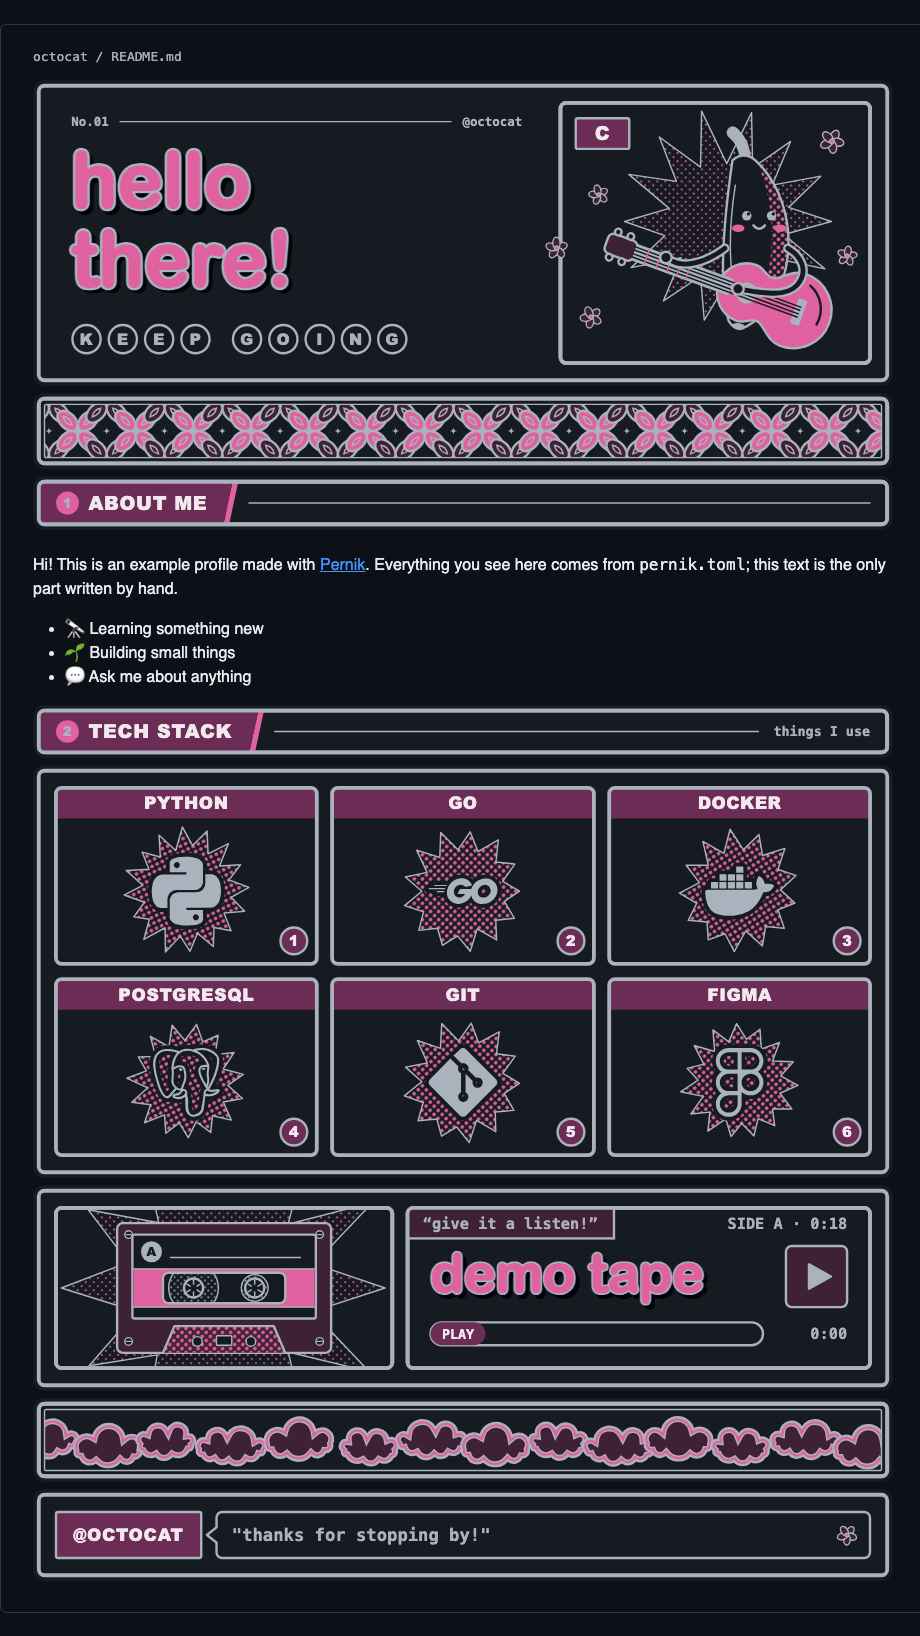 octocat / README.md
No.01 @octocat
C
hello
there!
KEEP GOING
1 ABOUT ME
Hi! This is an example profile made with Pernik. Everything you see here comes from pernik.toml; this text is the only
part written by hand.
• 🔭 Learning something new
• 🌱 Building small things
• 💬 Ask me about anything
2 TECH STACK things I use
PYTHON
1
GO
GO
2
DOCKER
3
POSTGRESQL
4
GIT
5
FIGMA
6
A
“give it a listen!” SIDE A · 0:18
demo tape
PLAY 0:00
@OCTOCAT "thanks for stopping by!"